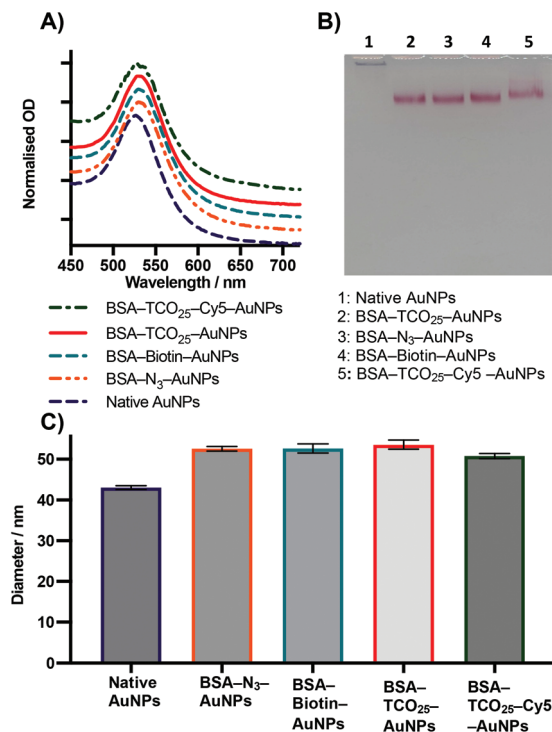 A)
Normalised OD
450 500 550 600 650 700
Wavelength / nm
BSA–TCO₂₅–Cy5–AuNPs
BSA–TCO₂₅–AuNPs
BSA–Biotin–AuNPs
BSA–N₃–AuNPs
Native AuNPs
B)
1 2 3 4 5
1: Native AuNPs
2: BSA–TCO₂₅–AuNPs
3: BSA–N₃–AuNPs
4: BSA–Biotin–AuNPs
5: BSA–TCO₂₅–Cy5 –AuNPs
C)
Diameter / nm
50
40
30
20
10
0
Native
AuNPs
BSA–N₃–
AuNPs
BSA–
Biotin–
AuNPs
BSA–
TCO₂₅–
AuNPs
BSA–
TCO₂₅–Cy5
–AuNPs